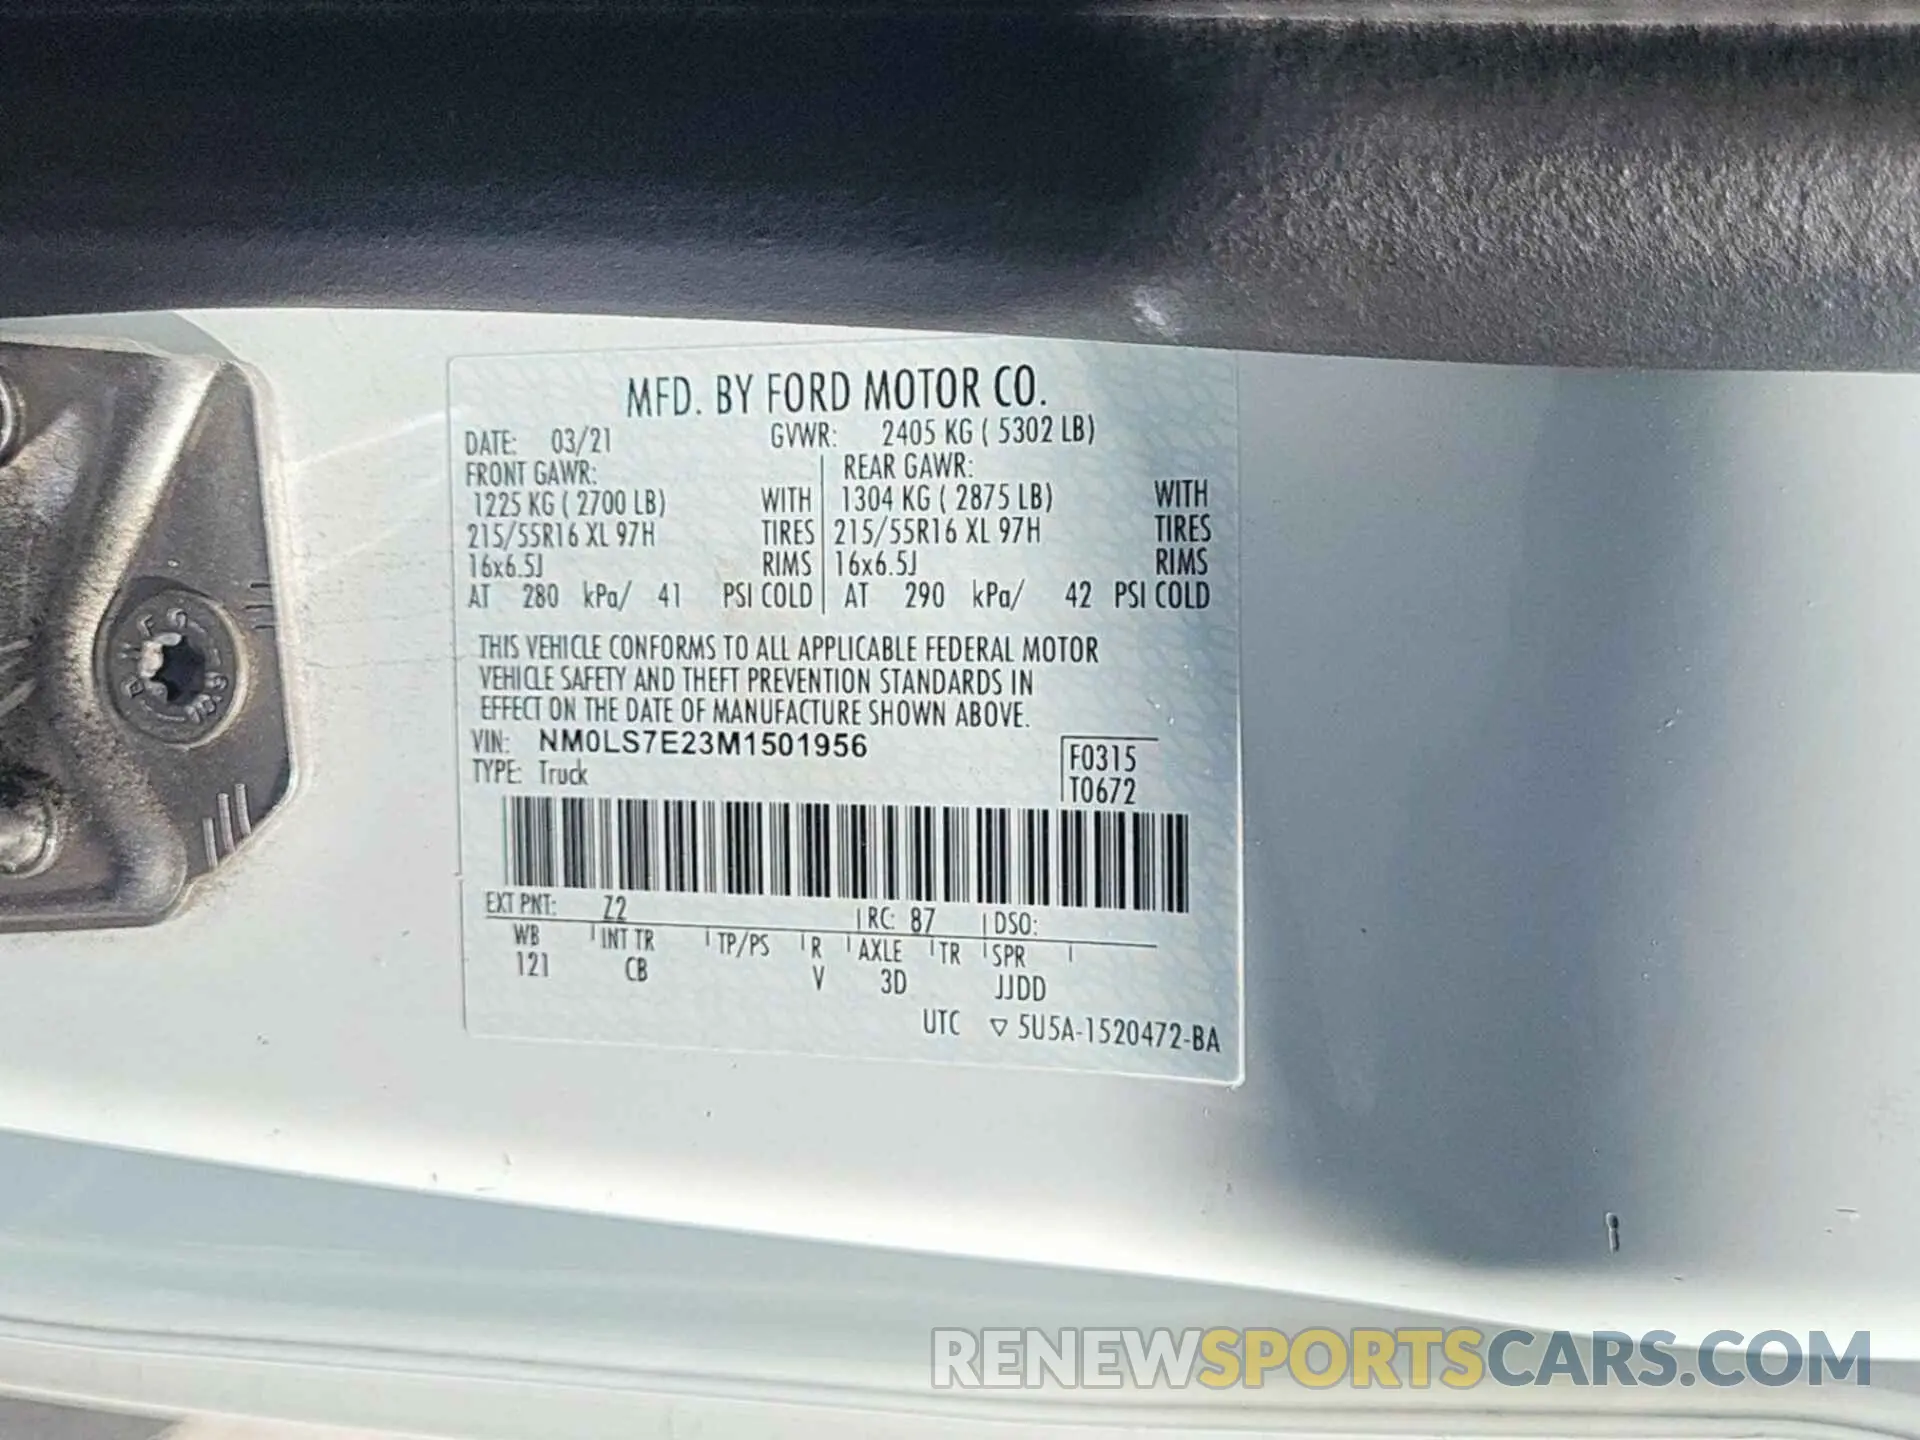 MFD. BY FORD MOTOR CO.
DATE: 03/21 GVWR: 2405 KG ( 5302 LB)
FRONT GAWR: REAR GAWR:
1225 KG ( 2700 LB) WITH 1304 KG ( 2875 LB) WITH
215/55R16 XL 97H TIRES 215/55R16 XL 97H TIRES
16x6.5J RIMS 16x6.5J RIMS
AT 280 kPa/ 41 PSI COLD AT 290 kPa/ 42 PSI COLD
THIS VEHICLE CONFORMS TO ALL APPLICABLE FEDERAL MOTOR
VEHICLE SAFETY AND THEFT PREVENTION STANDARDS IN
EFFECT ON THE DATE OF MANUFACTURE SHOWN ABOVE.
VIN: NM0LS7E23M1501956
TYPE: Truck
F0315
T0672
EXT PNT: Z2 RC: 87 DSO:
WB INT TR TP/PS R AXLE TR SPR
121 CB V 3D JJDD
UTC ▽ 5U5A-1520472-BA
RENEWSPORTSCARS.COM